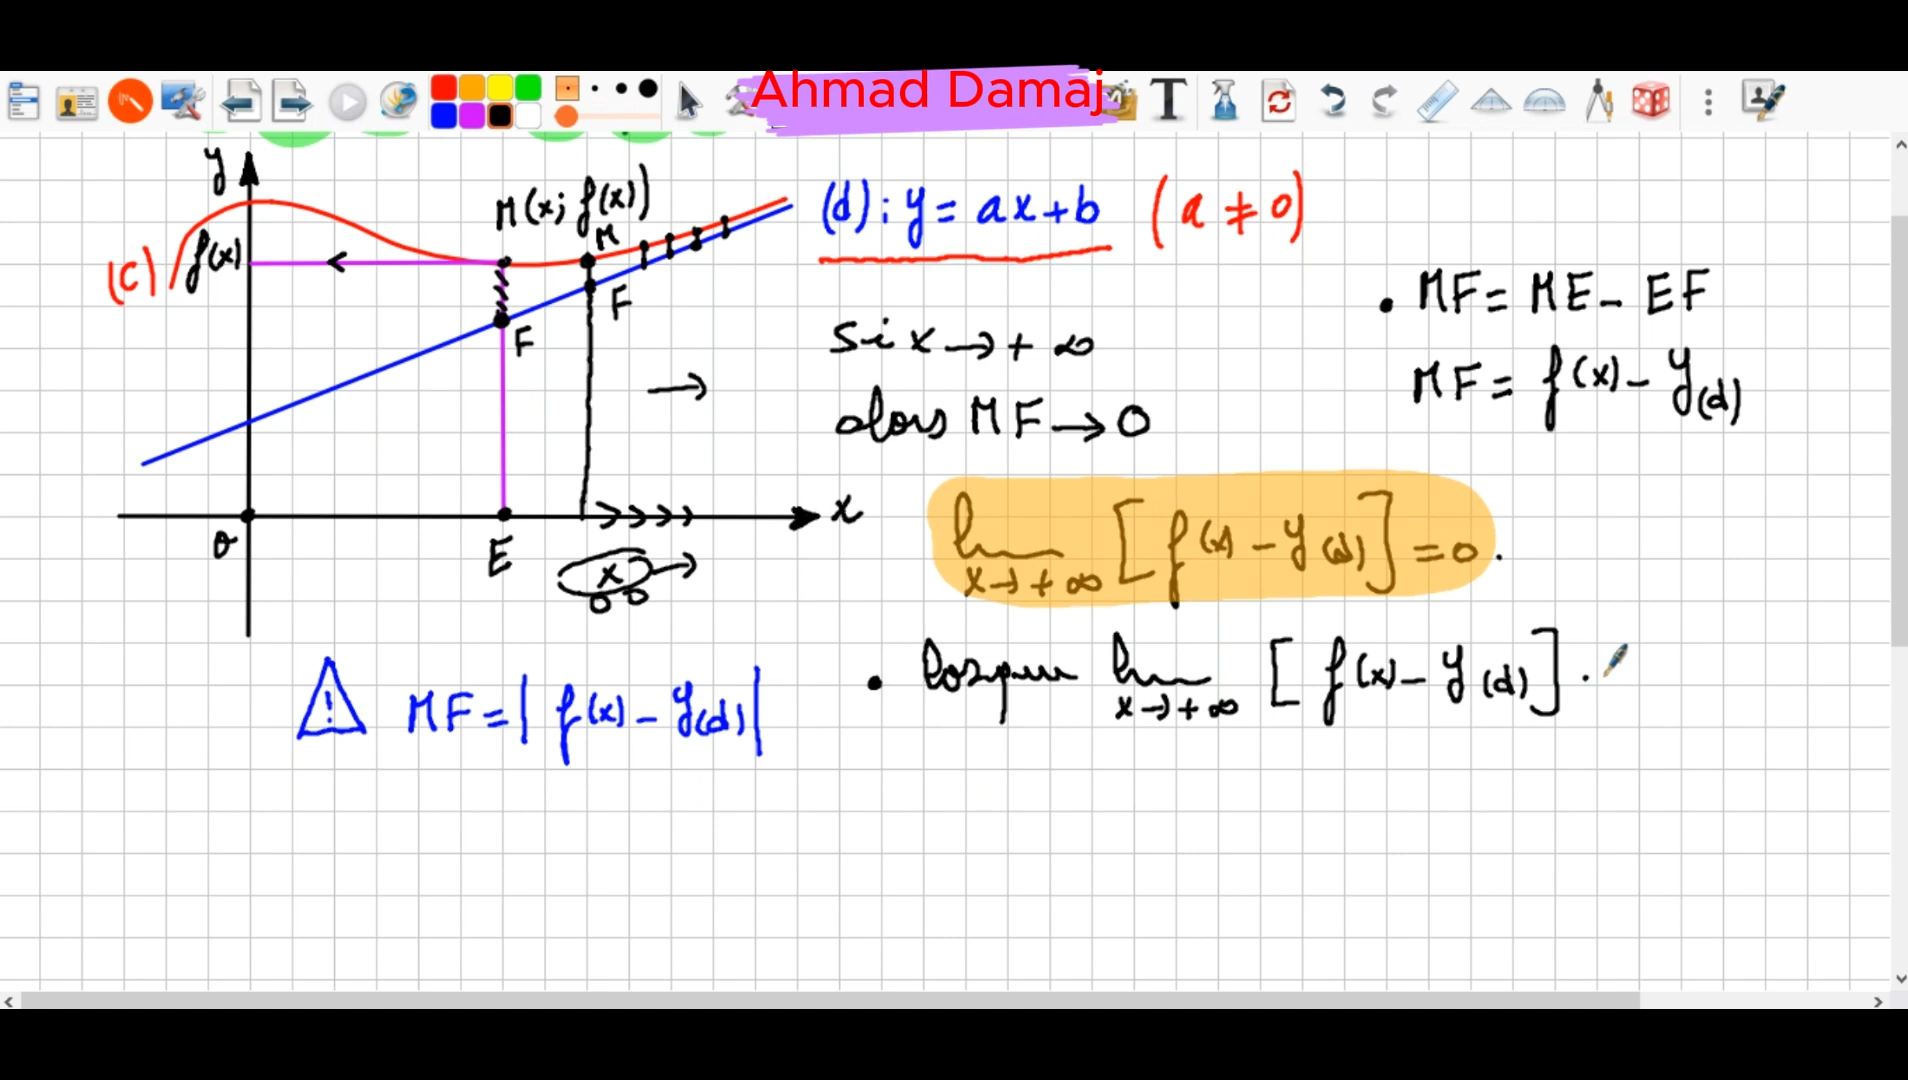 Ahmad Damaj
y
M(x; f(x))
(d): y = ax+b (a ≠ 0)
f(x)
M
(C)
• MF = ME - EF
F
F
si x → + ∞
MF = f(x) - y(d)
alors MF → 0
x
O
E
x
lim [f(x) - y(d)] = 0.
x → + ∞
• Lorsque lim [f(x) - y(d)].
x → + ∞
! MF = | f(x) - y(d) |